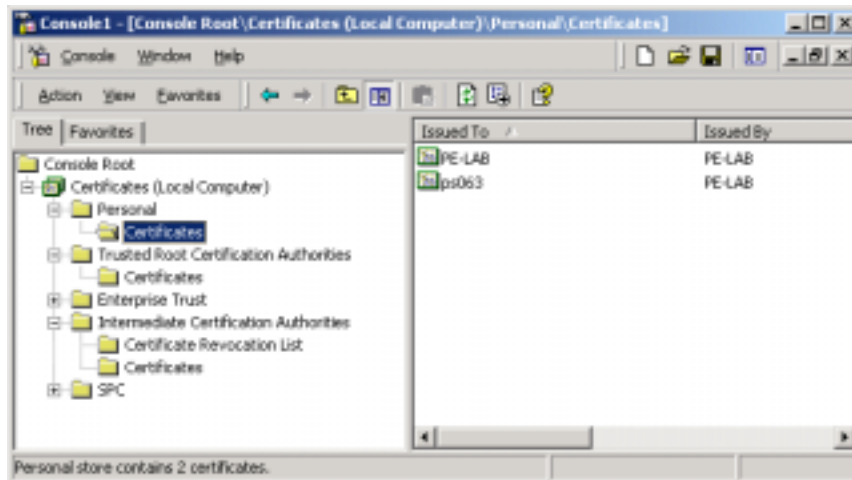 Console1 - [Console Root\Certificates (Local Computer)\Personal\Certificates]
Console Window Help
Action View Favorites
Tree Favorites
Issued To Issued By
Console Root
Certificates (Local Computer)
Personal
Certificates
Trusted Root Certification Authorities
Certificates
Enterprise Trust
Intermediate Certification Authorities
Certificate Revocation List
Certificates
SPC
PE-LAB PE-LAB
ps063 PE-LAB
Personal store contains 2 certificates.